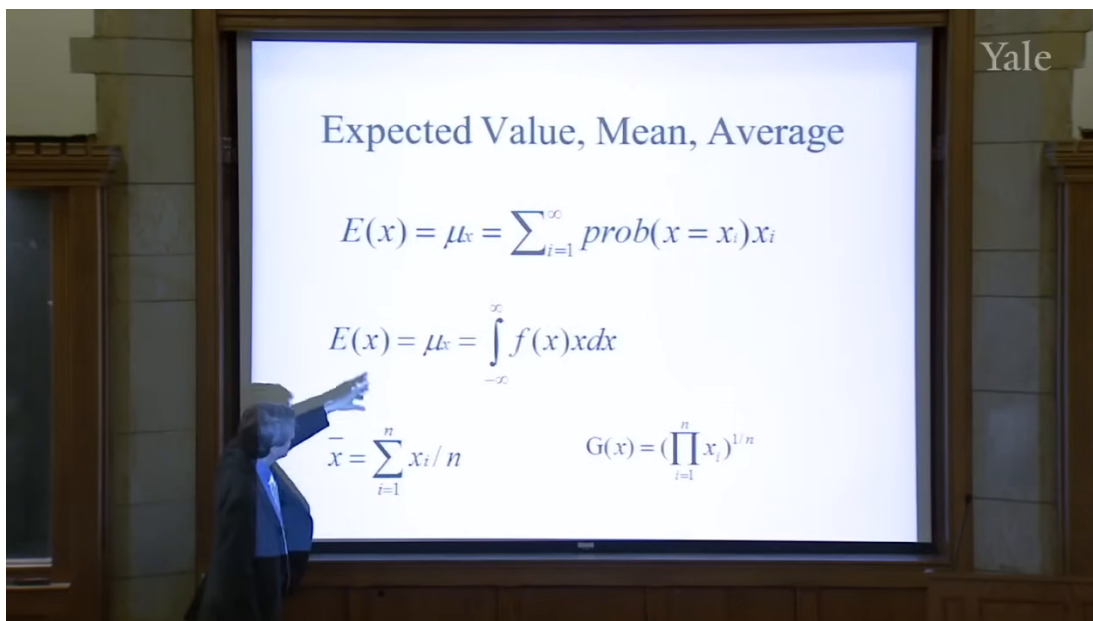 Yale
Expected Value, Mean, Average
E(x) = μₓ = ∑_{i=1}^{∞} prob(x = xᵢ)xᵢ
E(x) = μₓ = ∫_{-∞}^{∞} f(x)xdx
x̄ = ∑_{i=1}^{n} xᵢ / n
G(x) = (∏_{i=1}^{n} xᵢ)^{1/n}